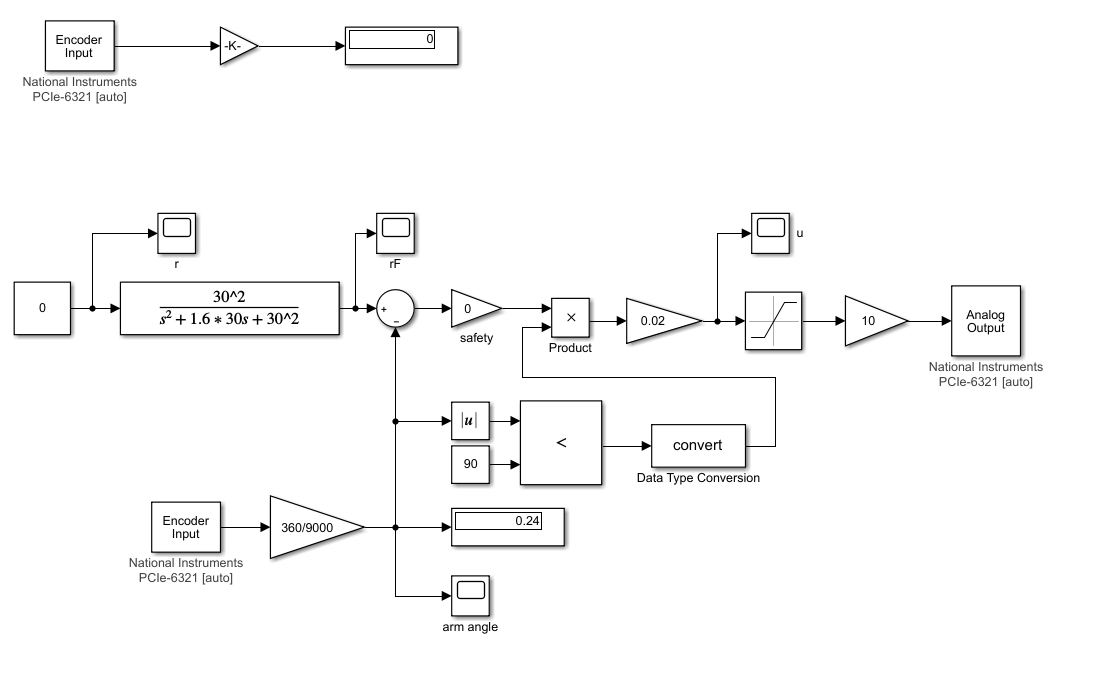 Encoder
Input
-K-
0
National Instruments
PCIe-6321 [auto]
r
rF
u
0
30^2
s² + 1.6 * 30s + 30^2
+
−
0
safety
×
Product
0.02
10
Analog
Output
National Instruments
PCIe-6321 [auto]
|u|
90
<
convert
Data Type Conversion
Encoder
Input
360/9000
0.24
National Instruments
PCIe-6321 [auto]
arm angle